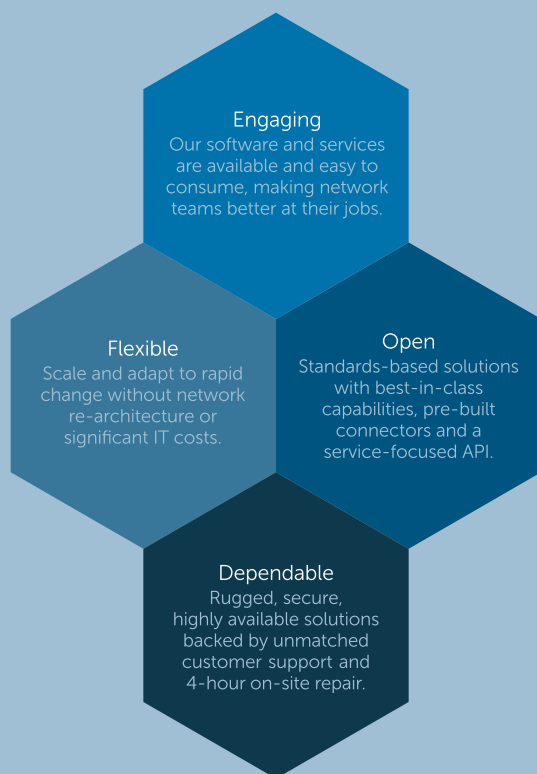 Engaging
Our software and services
are available and easy to
consume, making network
teams better at their jobs.
Flexible
Scale and adapt to rapid
change without network
re-architecture or
significant IT costs.
Open
Standards-based solutions
with best-in-class
capabilities, pre-built
connectors and a
service-focused API.
Dependable
Rugged, secure,
highly available solutions
backed by unmatched
customer support and
4-hour on-site repair.